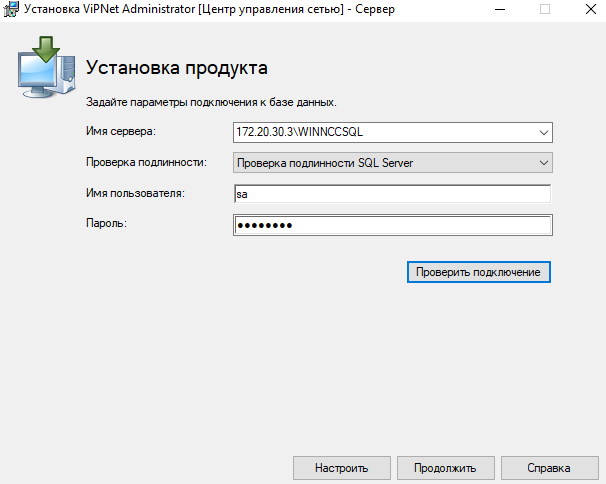 Установка ViPNet Administrator [Центр управления сетью] - Сервер
Установка продукта
Задайте параметры подключения к базе данных.
Имя сервера: 172.20.30.3\WINNCCSQL
Проверка подлинности: Проверка подлинности SQL Server
Имя пользователя: sa
Пароль: ●●●●●●●●
Проверить подключение
Настроить Продолжить Справка